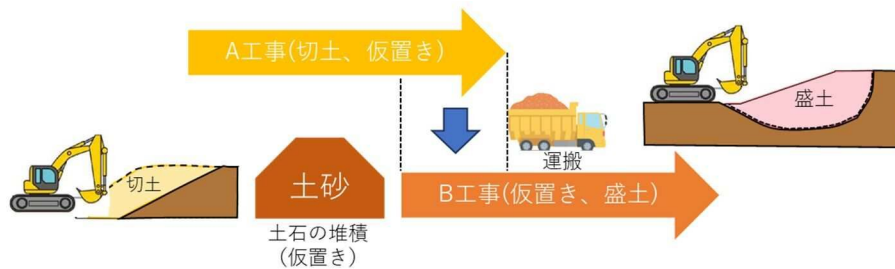 A工事(切土、仮置き)
盛土
運搬
切土
土砂
B工事(仮置き、盛土)
土石の堆積
(仮置き)